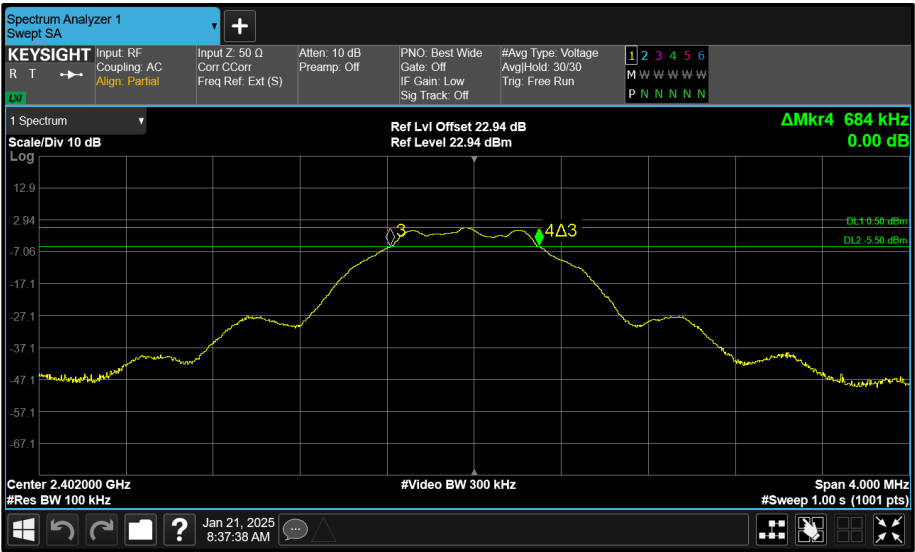 Spectrum Analyzer 1
Swept SA
KEYSIGHT
R T
LXI
Input: RF
Coupling: AC
Align: Partial
Input Z: 50 Ω
Corr CCorr
Freq Ref: Ext (S)
Atten: 10 dB
Preamp: Off
PNO: Best Wide
Gate: Off
IF Gain: Low
Sig Track: Off
#Avg Type: Voltage
Avg|Hold: 30/30
Trig: Free Run
1 2 3 4 5 6
M W W W W W
P N N N N N
1 Spectrum
Scale/Div 10 dB
Ref Lvl Offset 22.94 dB
Ref Level 22.94 dBm
ΔMkr4 684 kHz
0.00 dB
Log
12.9
2.94
-7.06
-17.1
-27.1
-37.1
-47.1
-57.1
-67.1
DL1 0.50 dBm
DL2 -5.50 dBm
3
4Δ3
Center 2.402000 GHz
#Video BW 300 kHz
Span 4.000 MHz
#Res BW 100 kHz
#Sweep 1.00 s (1001 pts)
?
Jan 21, 2025
8:37:38 AM